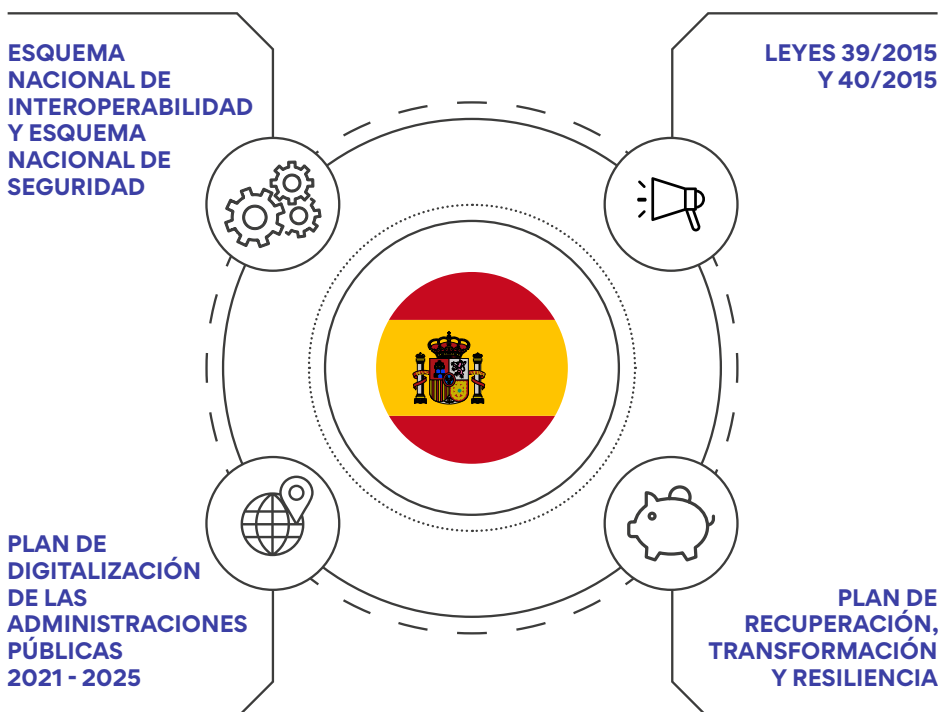 ESQUEMA
NACIONAL DE
INTEROPERABILIDAD
Y ESQUEMA
NACIONAL DE
SEGURIDAD
LEYES 39/2015
Y 40/2015
PLAN DE
DIGITALIZACIÓN
DE LAS
ADMINISTRACIONES
PÚBLICAS
2021 - 2025
PLAN DE
RECUPERACIÓN,
TRANSFORMACIÓN
Y RESILIENCIA